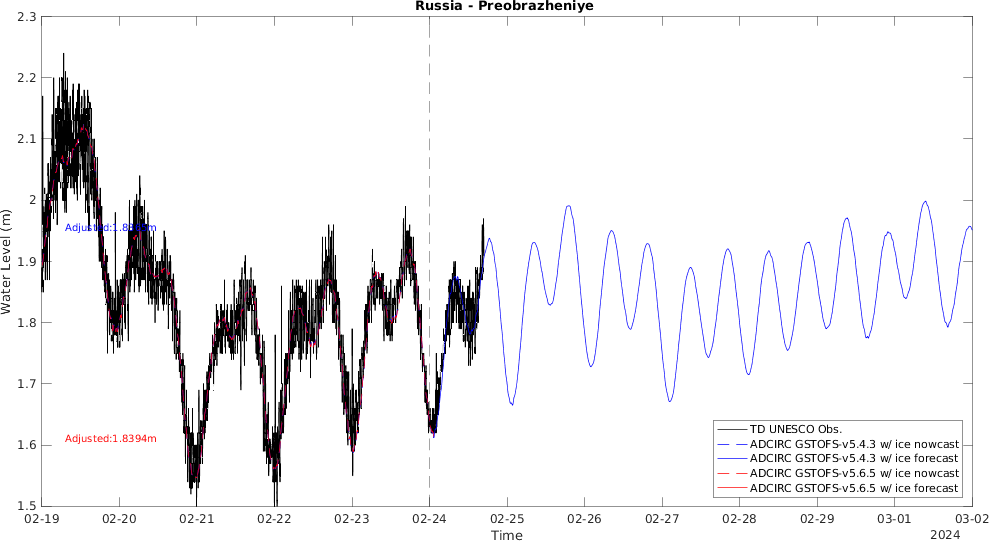 Russia - Preobrazheniye
2.3
2.2
2.1
2
1.9
1.8
1.7
1.6
1.5
Water Level (m)
Adjusted:1.8394m
TD UNESCO Obs.
ADCIRC GSTOFS-v5.4.3 w/ ice nowcast
ADCIRC GSTOFS-v5.4.3 w/ ice forecast
ADCIRC GSTOFS-v5.6.5 w/ ice nowcast
ADCIRC GSTOFS-v5.6.5 w/ ice forecast
02-19 02-20 02-21 02-22 02-23 02-24 02-25 02-26 02-27 02-28 02-29 03-01 03-02
Time
2024